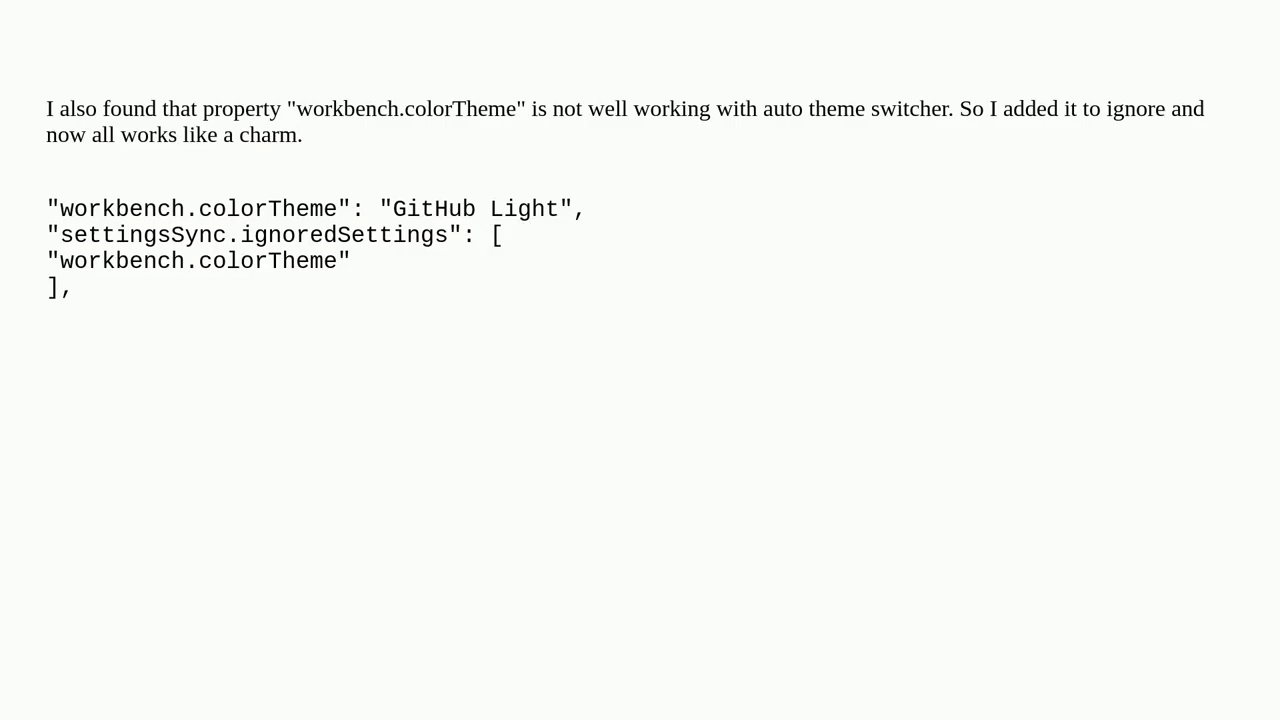 I also found that property "workbench.colorTheme" is not well working with auto theme switcher. So I added it to ignore and
now all works like a charm.
"workbench.colorTheme": "GitHub Light",
"settingsSync.ignoredSettings": [
"workbench.colorTheme"
],